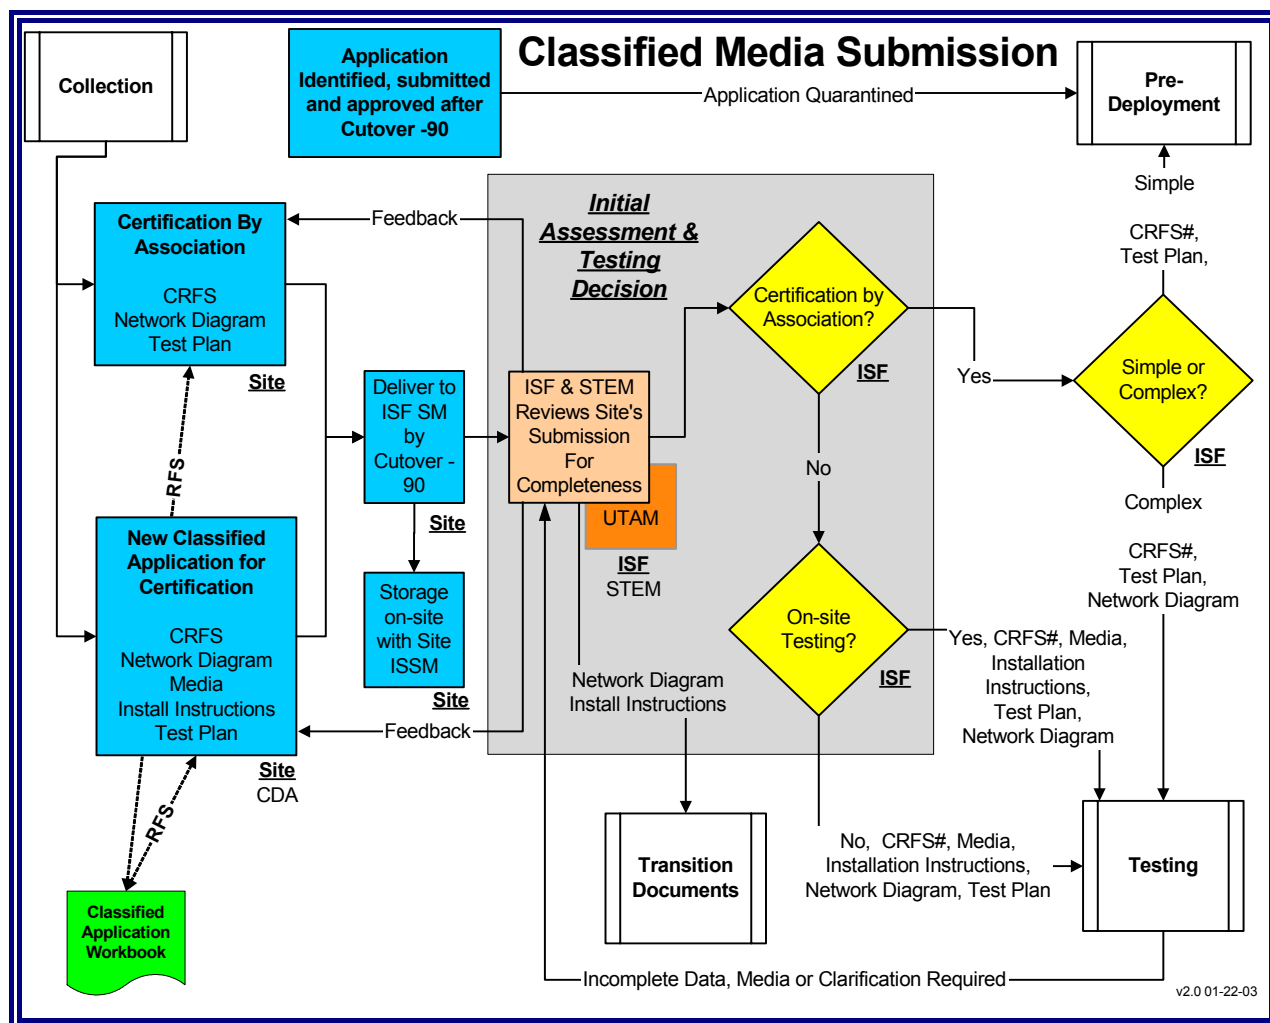 Classified Media Submission
Collection
Application
Identified, submitted
and approved after
Cutover -90
Application Quarantined
Pre-
Deployment
Simple
CRFS#,
Test Plan,
Certification By
Association
CRFS
Network Diagram
Test Plan
Site
Feedback
Initial
Assessment &
Testing
Decision
Certification by
Association?
ISF
Yes
Simple or
Complex?
ISF
Complex
CRFS#,
Test Plan,
Network Diagram
RFS
Deliver to
ISF SM
by
Cutover -
90
Site
ISF & STEM
Reviews Site's
Submission
For
Completeness
UTAM
ISF
STEM
No
New Classified
Application for
Certification
CRFS
Network Diagram
Media
Install Instructions
Test Plan
Site
CDA
Storage
on-site
with Site
ISSM
Site
Feedback
Network Diagram
Install Instructions
On-site
Testing?
ISF
Yes, CRFS#, Media,
Installation
Instructions,
Test Plan,
Network Diagram
RFS
Classified
Application
Workbook
Transition
Documents
No, CRFS#, Media,
Installation Instructions,
Network Diagram, Test Plan
Testing
Incomplete Data, Media or Clarification Required
v2.0 01-22-03